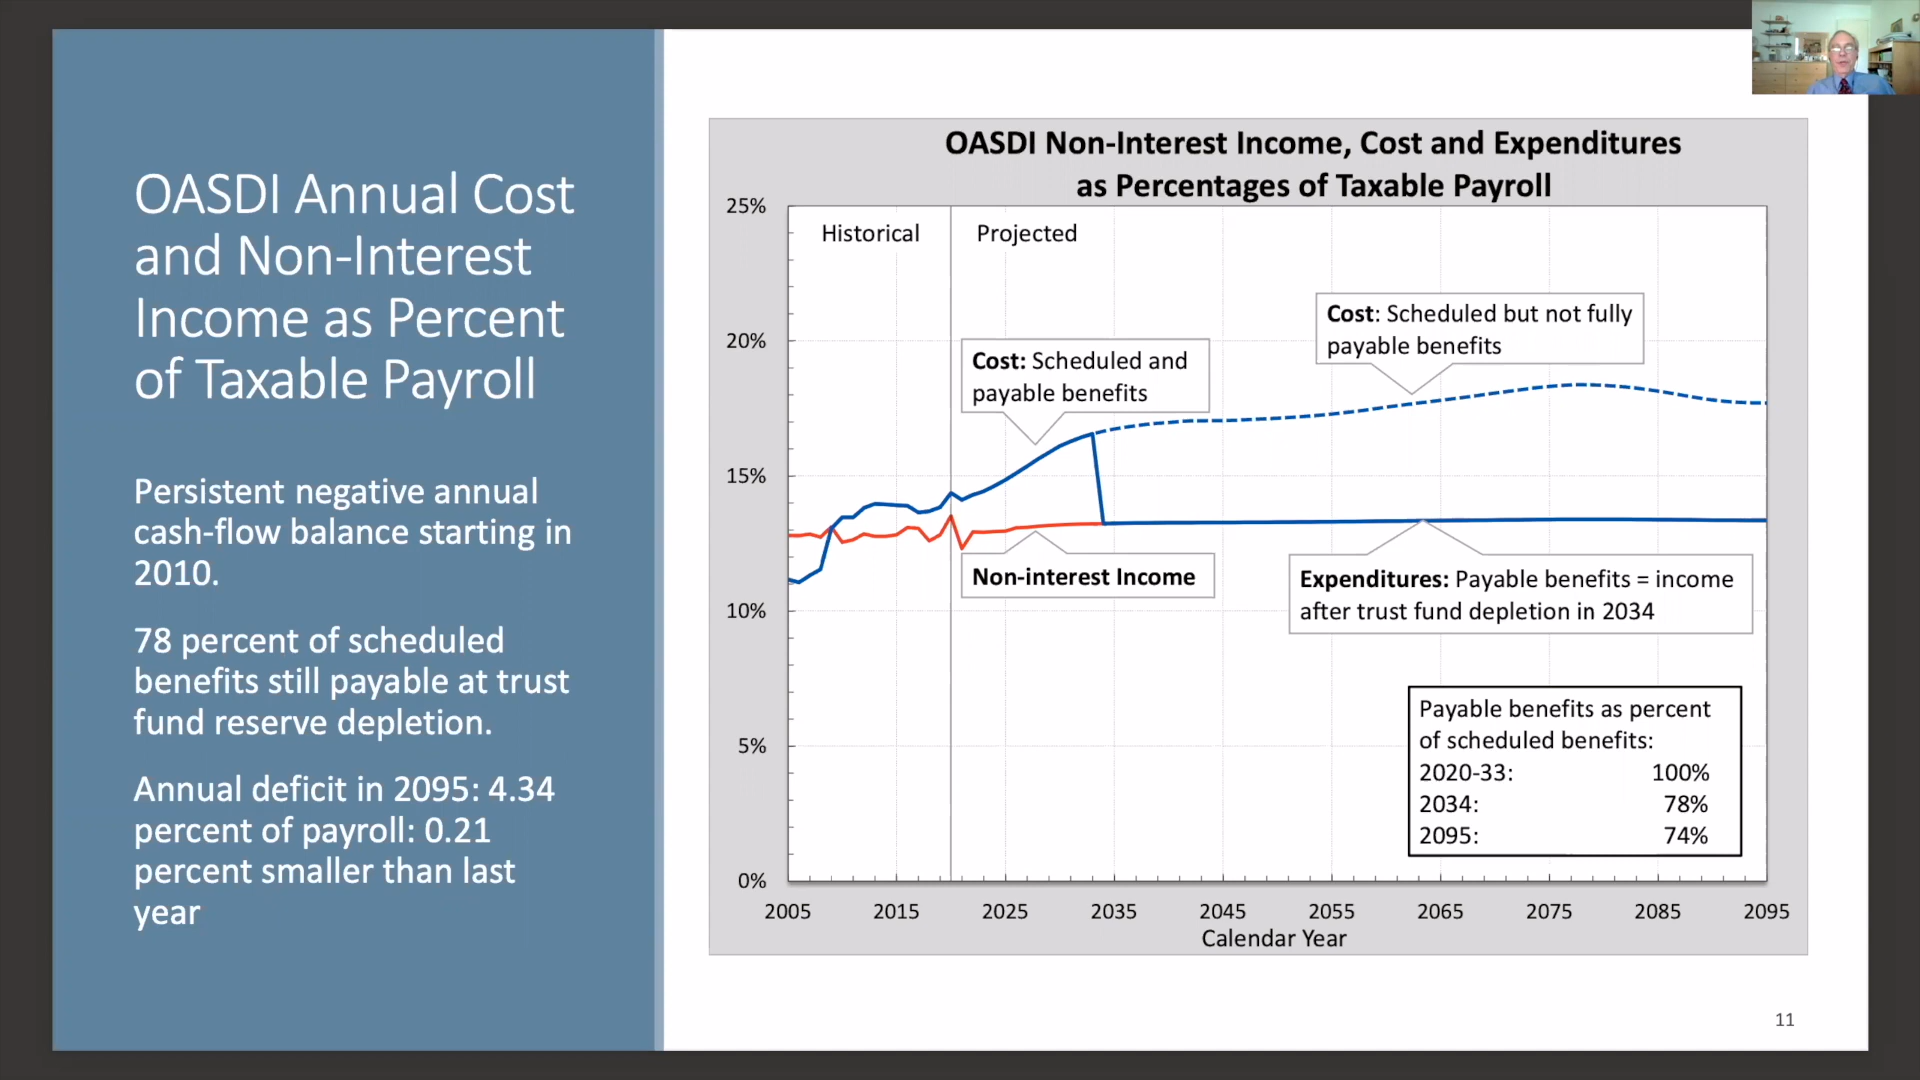 OASDI Annual Cost
and Non-Interest
Income as Percent
of Taxable Payroll
Persistent negative annual
cash-flow balance starting in
2010.
78 percent of scheduled
benefits still payable at trust
fund reserve depletion.
Annual deficit in 2095: 4.34
percent of payroll: 0.21
percent smaller than last
year
OASDI Non-Interest Income, Cost and Expenditures
as Percentages of Taxable Payroll
25%
20%
15%
10%
5%
0%
Historical
Projected
Cost: Scheduled and
payable benefits
Cost: Scheduled but not fully
payable benefits
Non-interest Income
Expenditures: Payable benefits = income
after trust fund depletion in 2034
Payable benefits as percent
of scheduled benefits:
2020-33: 100%
2034: 78%
2095: 74%
2005 2015 2025 2035 2045 2055 2065 2075 2085 2095
Calendar Year
11